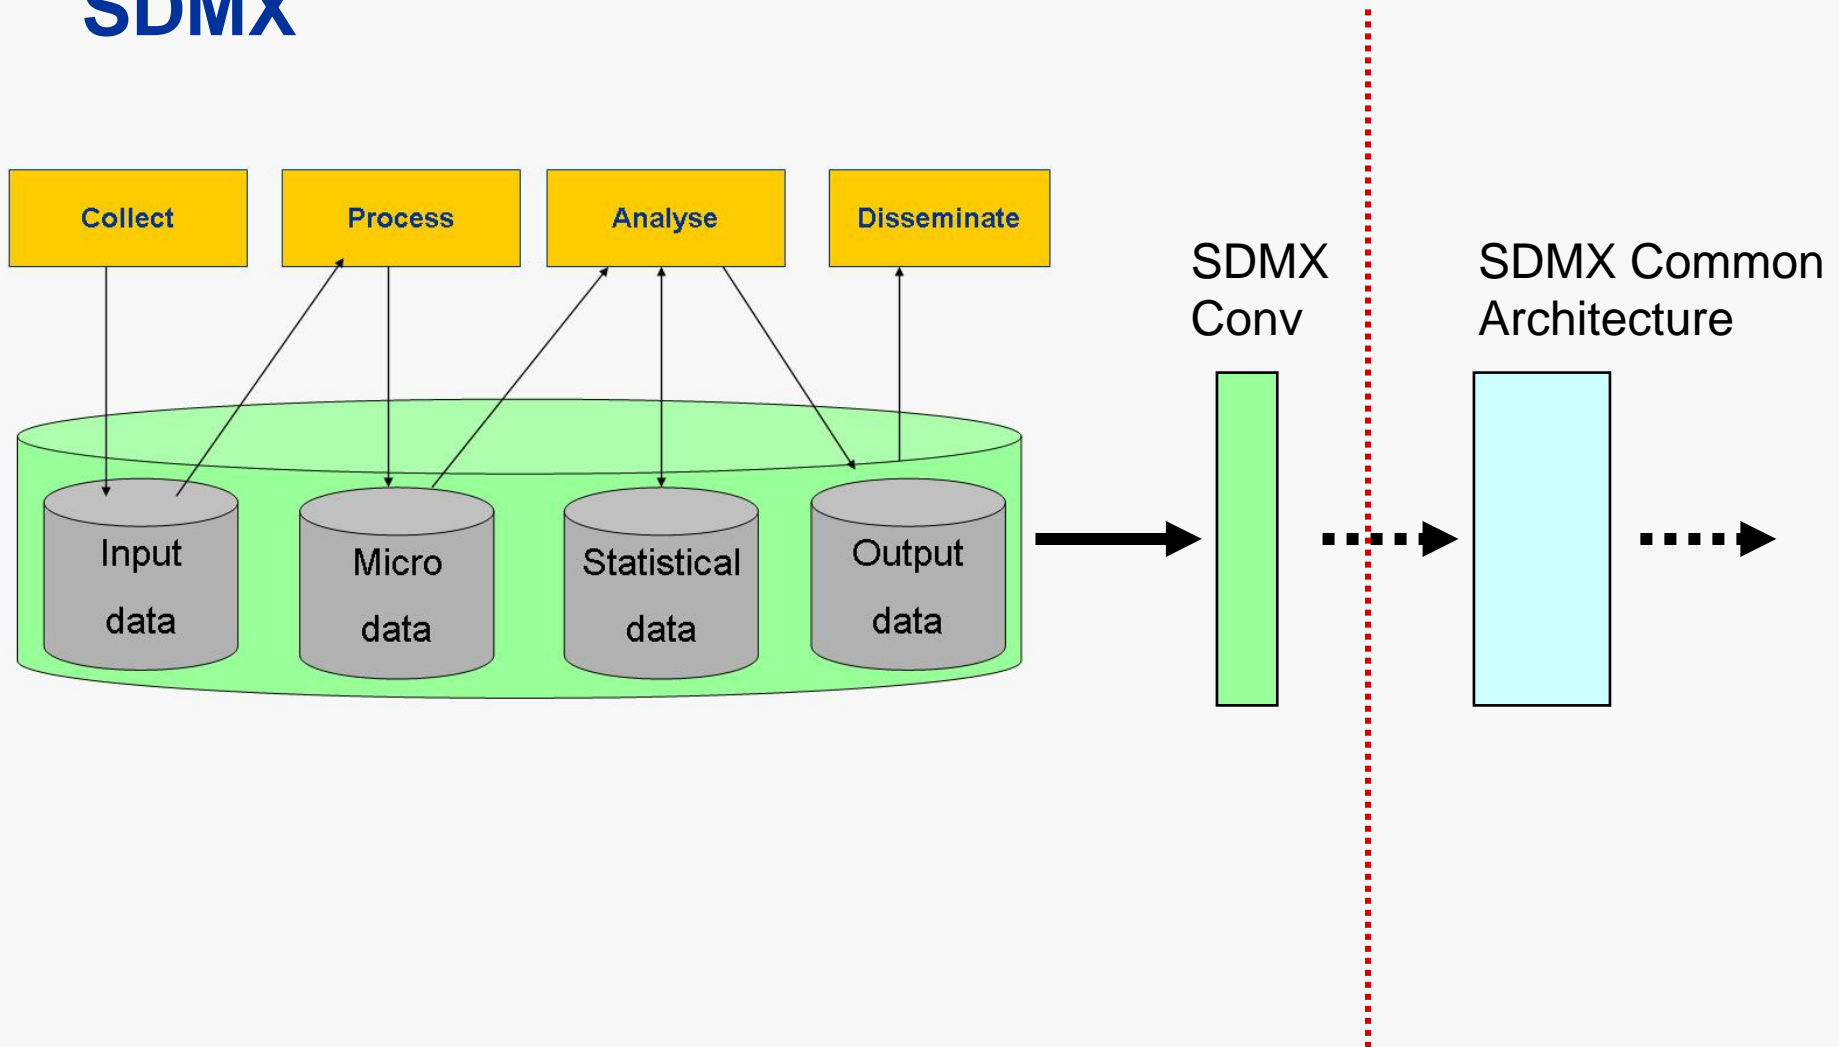 SDMX
Collect
Process
Analyse
Disseminate
SDMX
Conv
SDMX Common
Architecture
Input
data
Micro
data
Statistical
data
Output
data